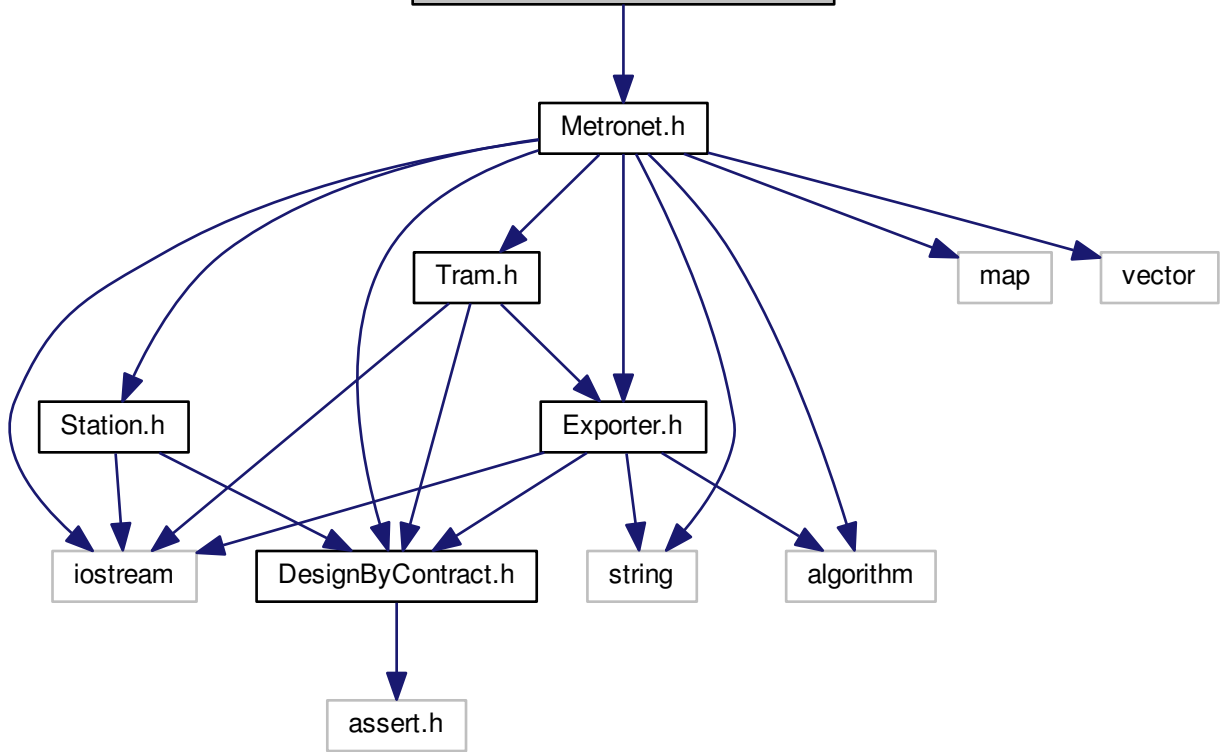 Metronet.h
Tram.h
map
vector
Station.h
Exporter.h
iostream
DesignByContract.h
string
algorithm
assert.h